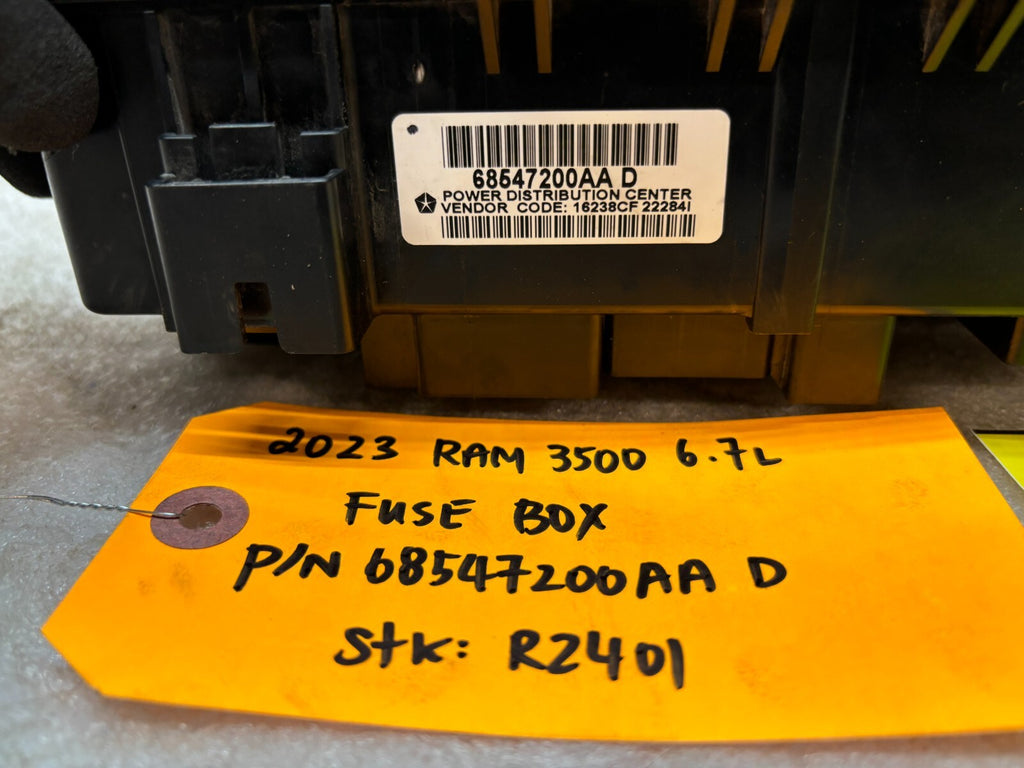 68547200AA D
POWER DISTRIBUTION CENTER
VENDOR CODE: 16238CF 22284I
2023 RAM 3500 6.7L
FUSE BOX
P/N 68547200AA D
Stk: R2401